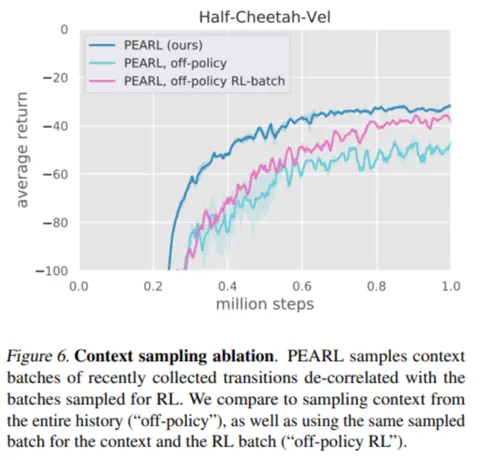 Half-Cheetah-Vel
PEARL (ours)
PEARL, off-policy
PEARL, off-policy RL-batch
average return
0
−20
−40
−60
−80
−100
0.0 0.2 0.4 0.6 0.8 1.0
million steps
Figure 6. Context sampling ablation. PEARL samples context
batches of recently collected transitions de-correlated with the
batches sampled for RL. We compare to sampling context from
the entire history (“off-policy”), as well as using the same sampled
batch for the context and the RL batch (“off-policy RL”).